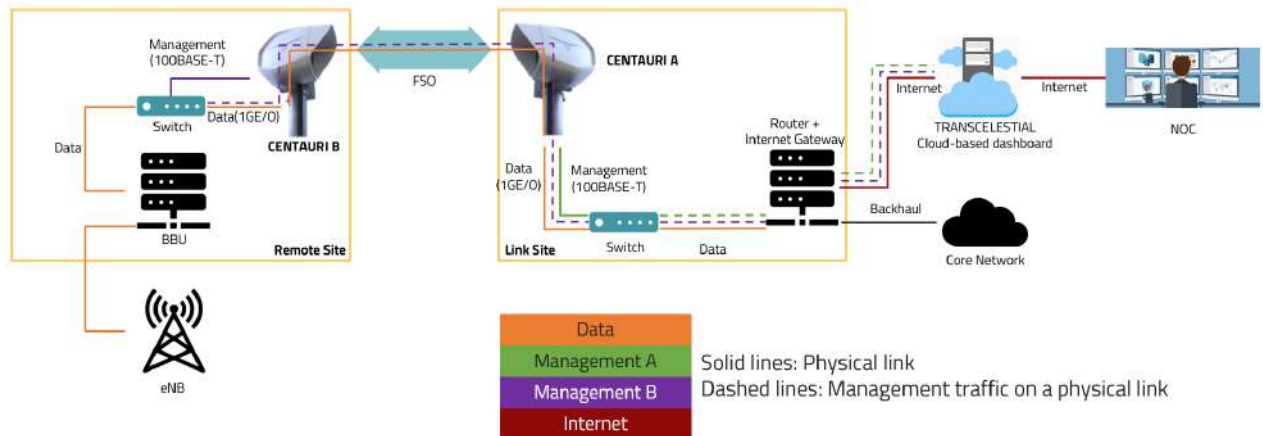 Management
(100BASE-T)
Switch
Data(1GE/O)
CENTAURI B
Data
BBU
Remote Site
eNB
FSO
CENTAURI A
Data
(1GE/O)
Management
(100BASE-T)
Switch
Link Site
Data
Router +
Internet Gateway
Internet
TRANSCELESTIAL
Cloud-based dashboard
Internet
NOC
Backhaul
Core Network
Data
Management A
Management B
Internet
Solid lines: Physical link
Dashed lines: Management traffic on a physical link